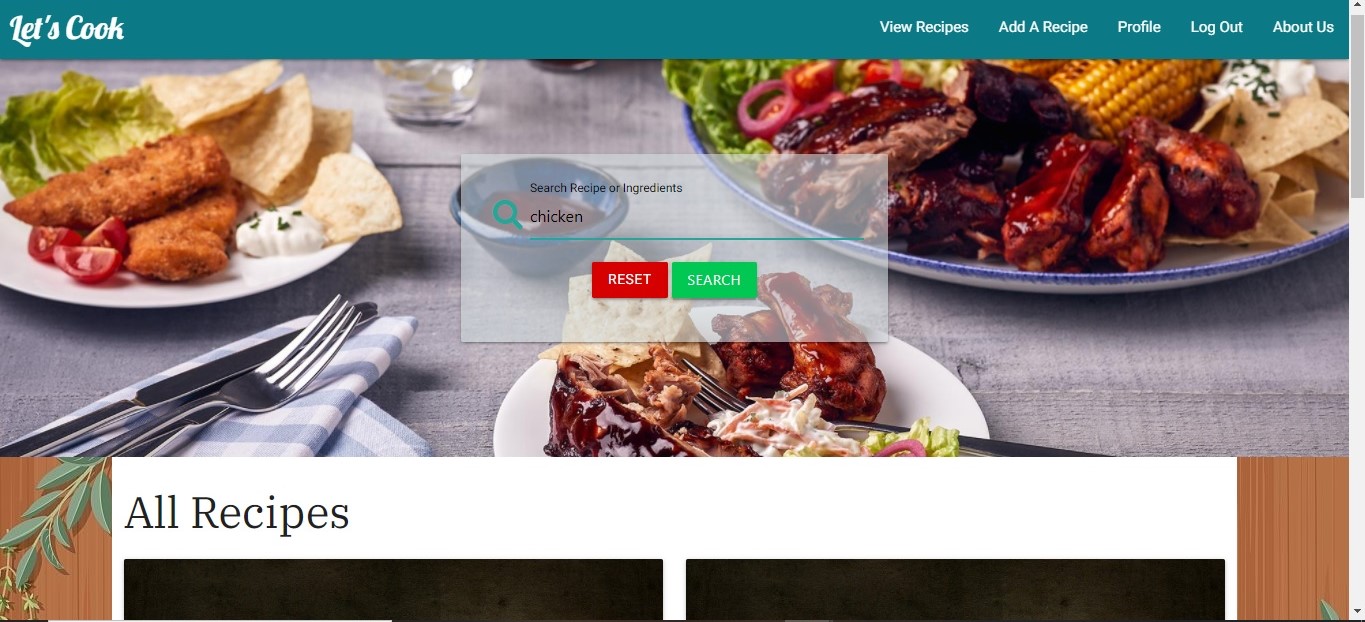 Let's Cook
View Recipes Add A Recipe Profile Log Out About Us
Search Recipe or Ingredients
chicken
RESET SEARCH
All Recipes